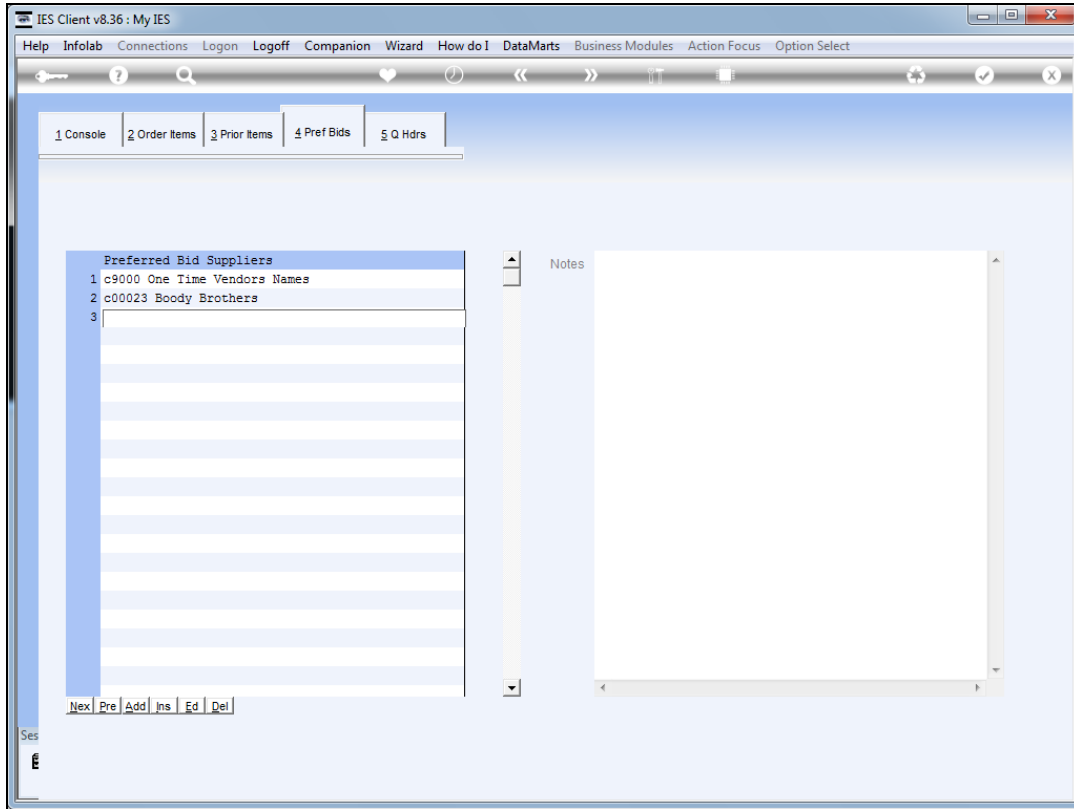 IES Client v8.36 : My IES
Help Infolab Connections Logon Logoff Companion Wizard How do I DataMarts Business Modules Action Focus Option Select
1 Console 2 Order Items 3 Prior Items 4 Pref Bids 5 Q Hdrs
Preferred Bid Suppliers
Notes
1 c9000 One Time Vendors Names
2 c00023 Boody Brothers
3
Nex Pre Add Ins Ed Del
Ses